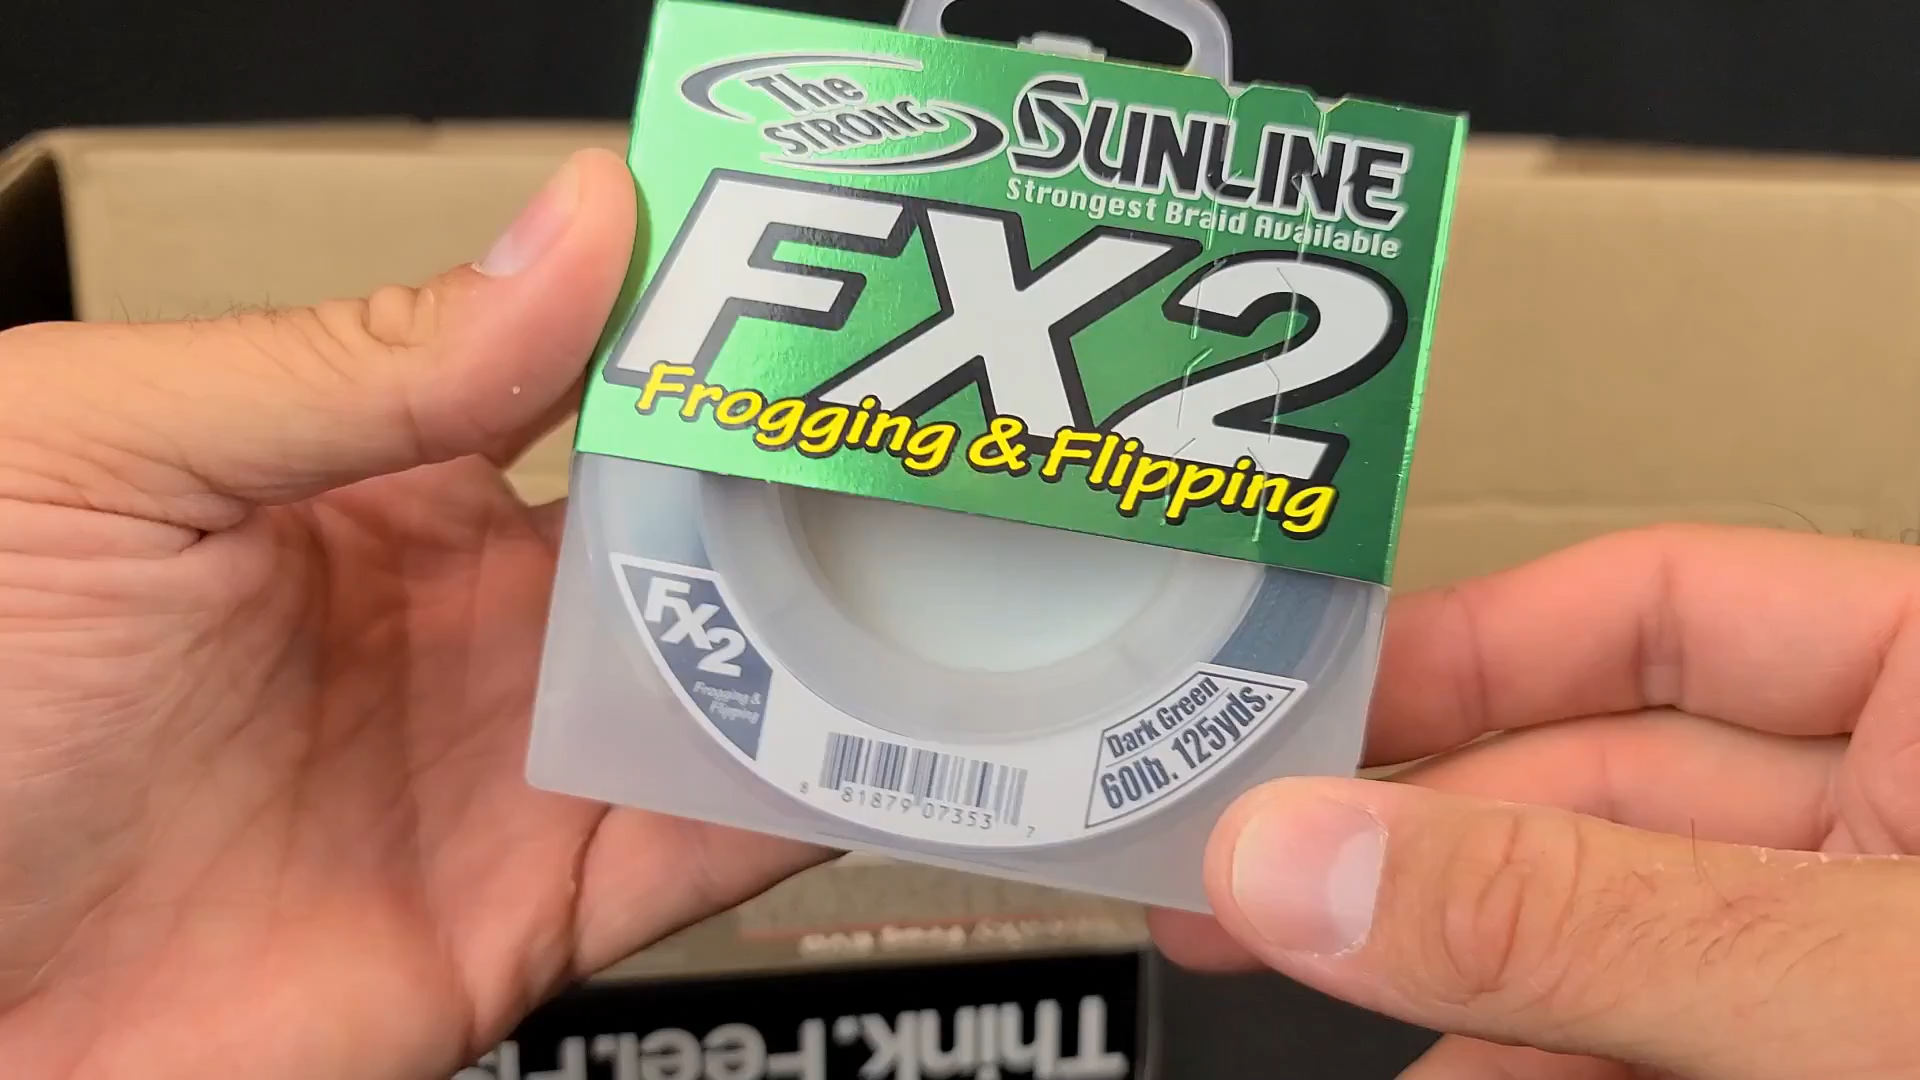 The
STRONG
SUNLINE
Strongest Braid Available
FX2
Frogging & Flipping
FX2
Frogging &
Flipping
Dark Green
60lb. 125yds.
8 81879 07353 7
Think. Feel.